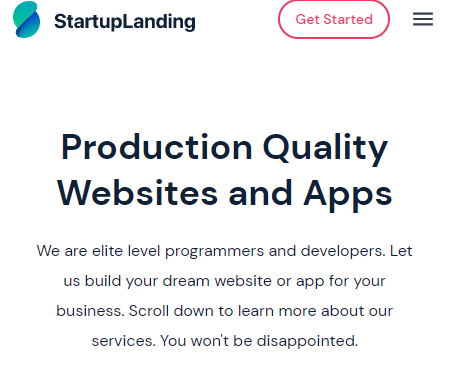 StartupLanding
Get Started
Production Quality
Websites and Apps
We are elite level programmers and developers. Let
us build your dream website or app for your
business. Scroll down to learn more about our
services. You won't be disappointed.